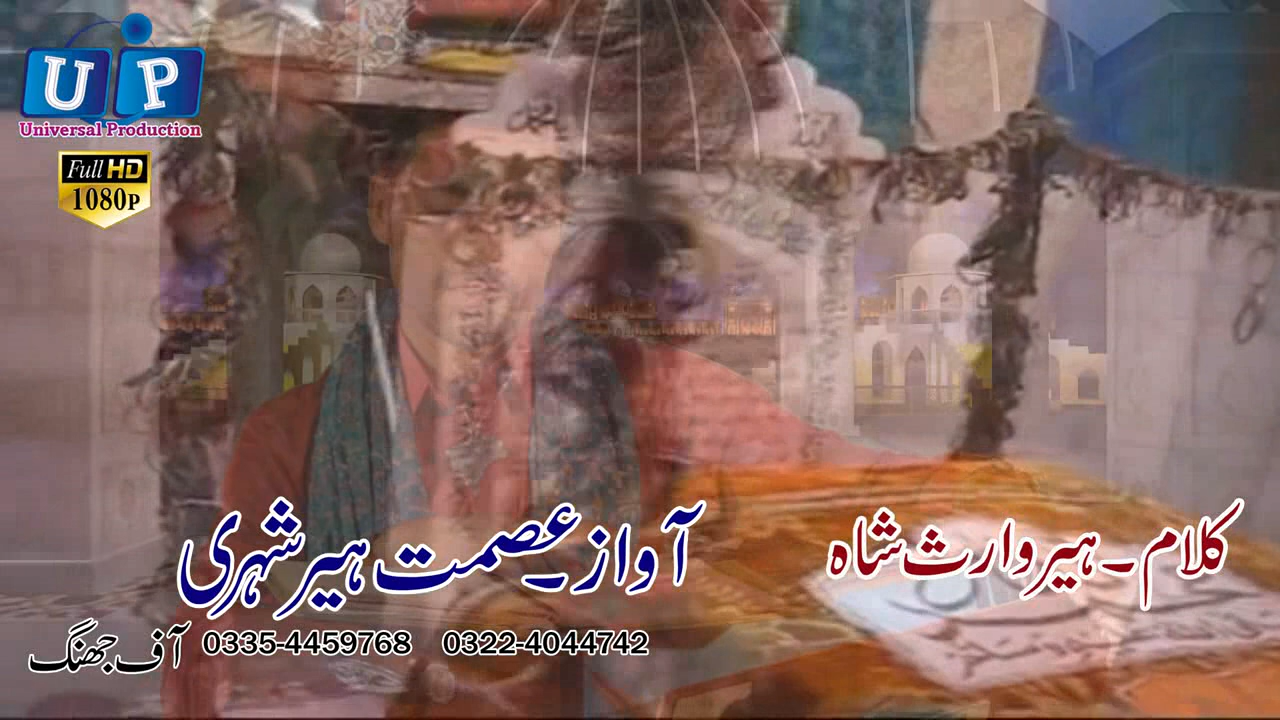 UP
Universal Production
Full HD
1080P
کلام۔ ہیر وارث شاہ
آواز۔ عصمت ہیر شہری
آف جھنگ 0335-4459768 0322-4044742